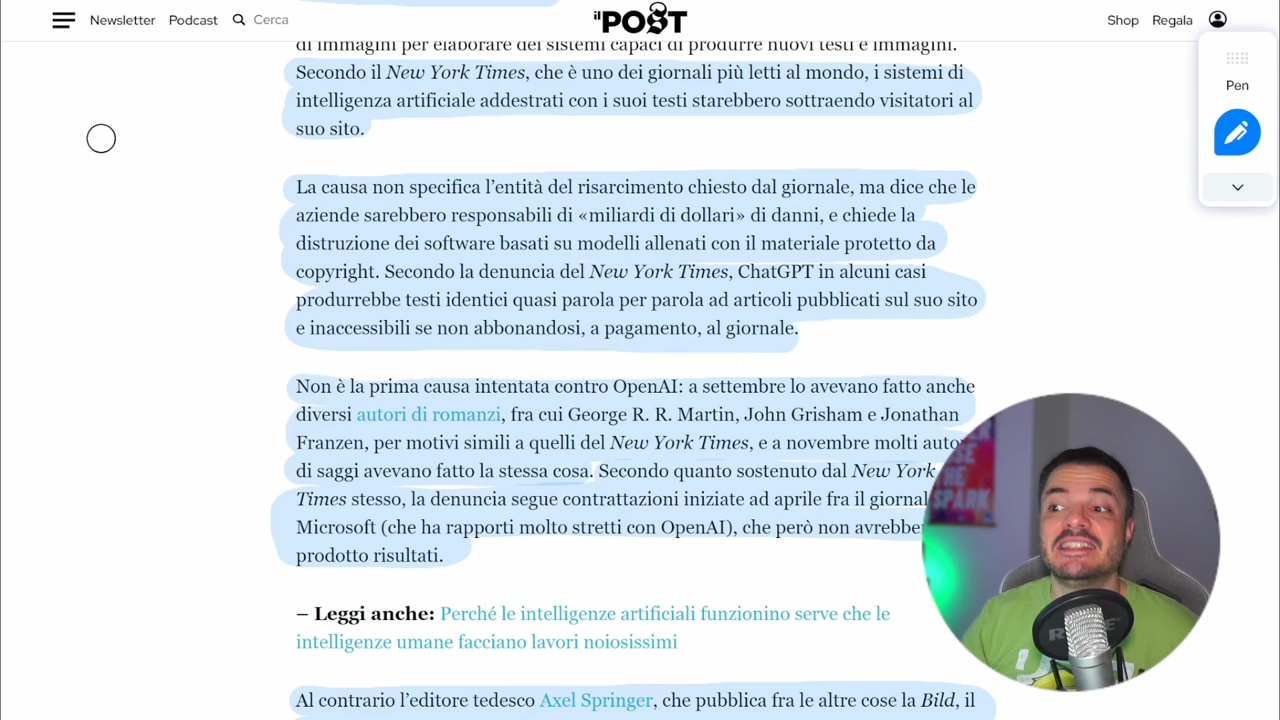 Newsletter Podcast Cerca
il POST
Shop Regala
di immagini per elaborare dei sistemi capaci di produrre nuovi testi e immagini.
Secondo il New York Times, che è uno dei giornali più letti al mondo, i sistemi di
intelligenza artificiale addestrati con i suoi testi starebbero sottraendo visitatori al
suo sito.
Pen
La causa non specifica l'entità del risarcimento chiesto dal giornale, ma dice che le
aziende sarebbero responsabili di «miliardi di dollari» di danni, e chiede la
distruzione dei software basati su modelli allenati con il materiale protetto da
copyright. Secondo la denuncia del New York Times, ChatGPT in alcuni casi
produrrebbe testi identici quasi parola per parola ad articoli pubblicati sul suo sito
e inaccessibili se non abbonandosi, a pagamento, al giornale.
Non è la prima causa intentata contro OpenAI: a settembre lo avevano fatto anche
diversi autori di romanzi, fra cui George R. R. Martin, John Grisham e Jonathan
Franzen, per motivi simili a quelli del New York Times, e a novembre molti
di saggi avevano fatto la stessa cosa. Secondo quanto sostenuto dal New York
Times stesso, la denuncia segue contrattazioni iniziate ad aprile fra il
Microsoft (che ha rapporti molto stretti con OpenAI), che però non
prodotto risultati.
– Leggi anche: Perché le intelligenze artificiali funzionino serve che le
intelligenze umane facciano lavori noiosissimi
Al contrario l'editore tedesco Axel Springer, che pubblica fra le altre cose la Bild, il
SPARK